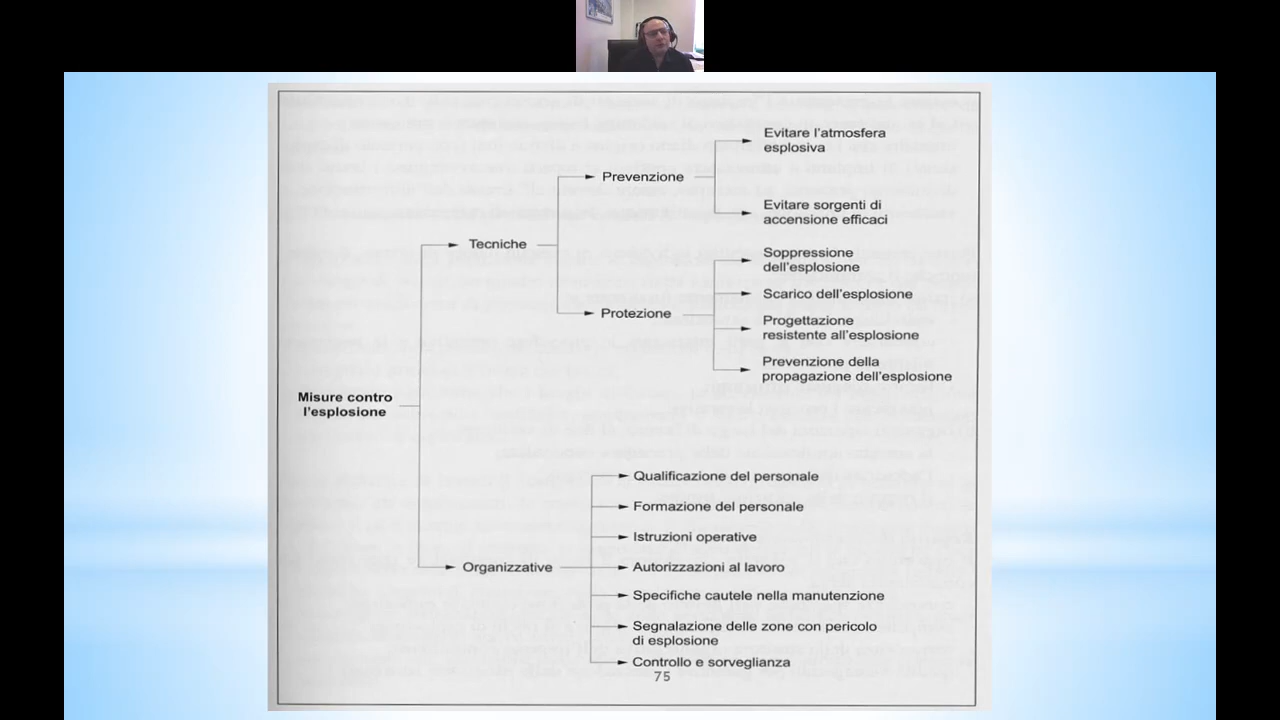 Evitare l'atmosfera
esplosiva
Prevenzione
Evitare sorgenti di
accensione efficaci
Tecniche
Soppressione
dell'esplosione
Scarico dell'esplosione
Protezione
Progettazione
resistente all'esplosione
Prevenzione della
propagazione dell'esplosione
Misure contro
l'esplosione
Qualificazione del personale
Formazione del personale
Istruzioni operative
Organizzative
Autorizzazioni al lavoro
Specifiche cautele nella manutenzione
Segnalazione delle zone con pericolo
di esplosione
Controllo e sorveglianza
75